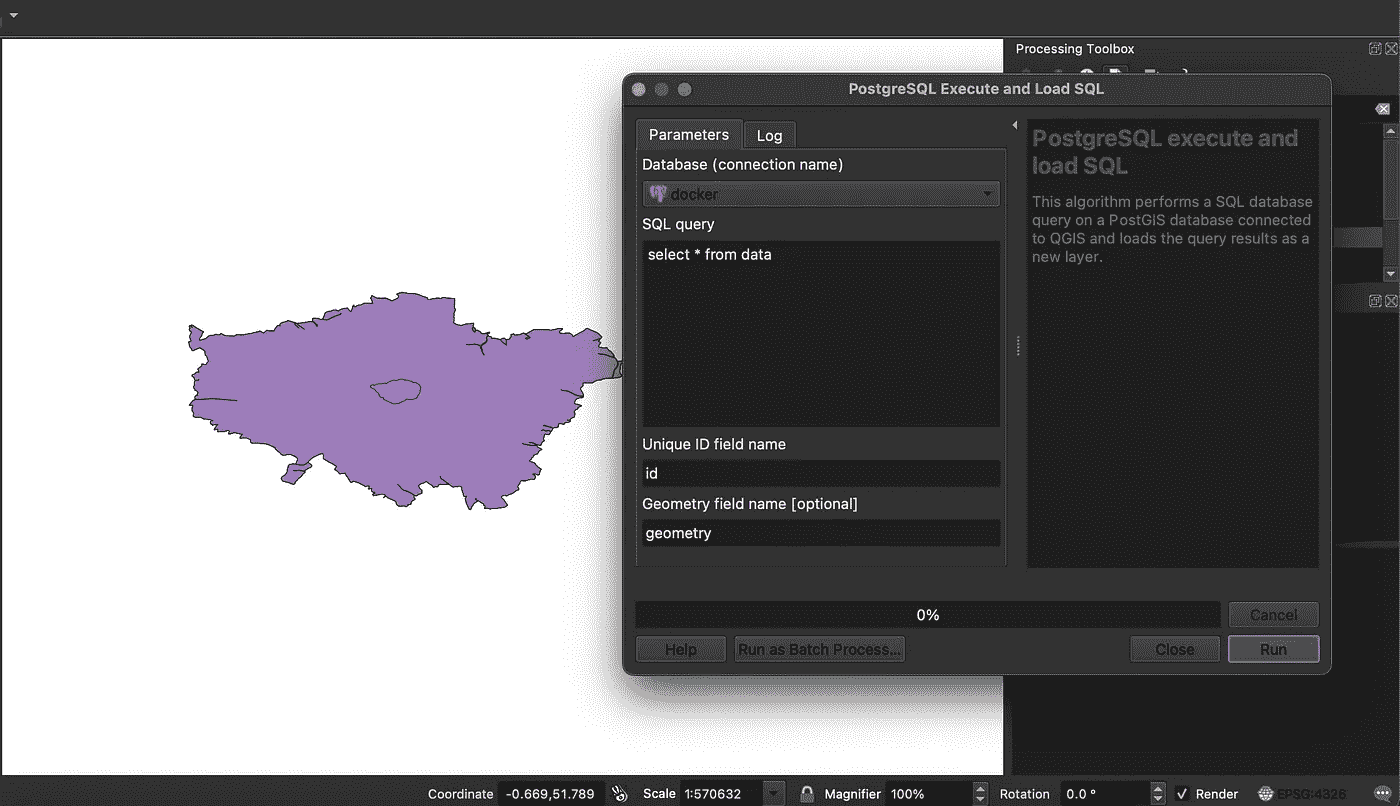 Processing Toolbox
PostgreSQL Execute and Load SQL
Parameters
Log
Database (connection name)
docker
SQL query
select * from data
Unique ID field name
id
Geometry field name [optional]
geometry
PostgreSQL execute and
load SQL
This algorithm performs a SQL database
query on a PostGIS database connected
to QGIS and loads the query results as a
new layer.
0%
Cancel
Help
Run as Batch Process...
Close
Run
Coordinate -0.669,51.789 Scale 1:570632 Magnifier 100% Rotation 0.0 ° Render EPSG:4326